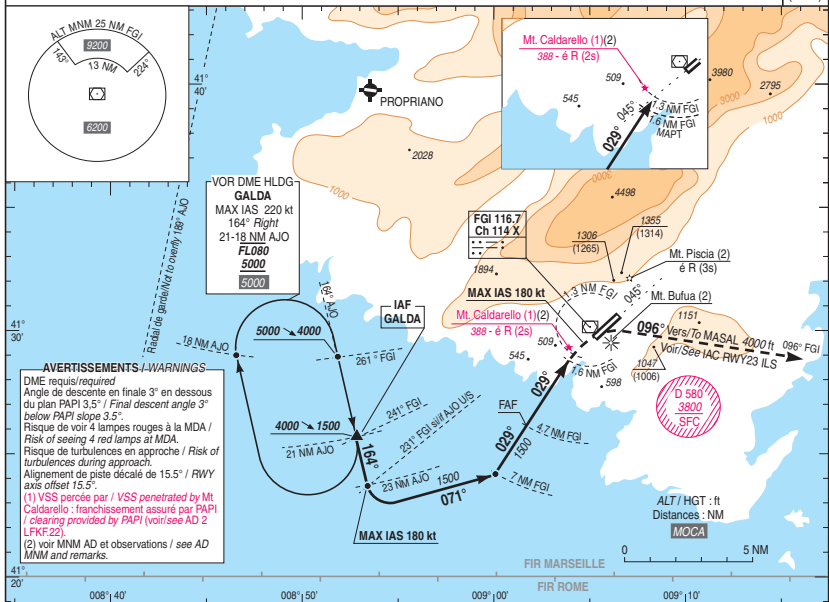 ALT MNM 25 NM FGI
9200
143°
224°
13 NM
6200
41°
40'
PROPRIANO
2028
1000
Mt. Caldarello (1)(2)
388 - é R (2s)
509
545
045°
1.3 NM FGI
1.6 NM FGI
MAPT
029°
3980
2795
3000
1000
3000
4498
VOR DME HLDG
GALDA
MAX IAS 220 kt
164° Right
21-18 NM AJO
FL080
5000
5000
Radial de garde/Not to overfly 189° AJO
FGI 116.7
Ch 114 X
1306
(1265)
1355
(1314)
1894
Mt. Piscia (2)
é R (3s)
1.3 NM FGI
045°
MAX IAS 180 kt
Mt. Bufua (2)
164° AJO
IAF
GALDA
Mt. Caldarello (1)(2)
388 - é R (2s)
1151
41°
30'
5000 ➘ 4000
18 NM AJO
261° FGI
509
545
096° Vers/To MASAL 4000 ft
096° FGI
Voir/See IAC RWY23 ILS
1047
(1006)
1.6 NM FGI
598
029°
D 580
3800
SFC
AVERTISSEMENTS / WARNINGS
DME requis/required
Angle de descente en finale 3° en dessous
du plan PAPI 3,5° / Final descent angle 3°
below PAPI slope 3.5°.
Risque de voir 4 lampes rouges à la MDA /
Risk of seeing 4 red lamps at MDA.
Risque de turbulences en approche / Risk of
turbulences during approach.
Alignement de piste décalé de 15.5° / RWY
axis offset 15.5°.
(1) VSS percée par / VSS penetrated by Mt
Caldarello : franchissement assuré par PAPI
/ clearing provided by PAPI (voir/see AD 2
LFKF.22).
(2) voir MNM AD et observations / see AD
MNM and remarks.
4000 ➘ 1500
241° FGI
231° FGI si/if AJO U/S
21 NM AJO
164°
FAF
029°
1500
4.7 NM FGI
23 NM AJO
1500
071°
7 NM FGI
MAX IAS 180 kt
ALT / HGT : ft
Distances : NM
MOCA
0
5 NM
FIR MARSEILLE
FIR ROME
41°
20'
008° 40'
008° 50'
009° 00'
009° 10'